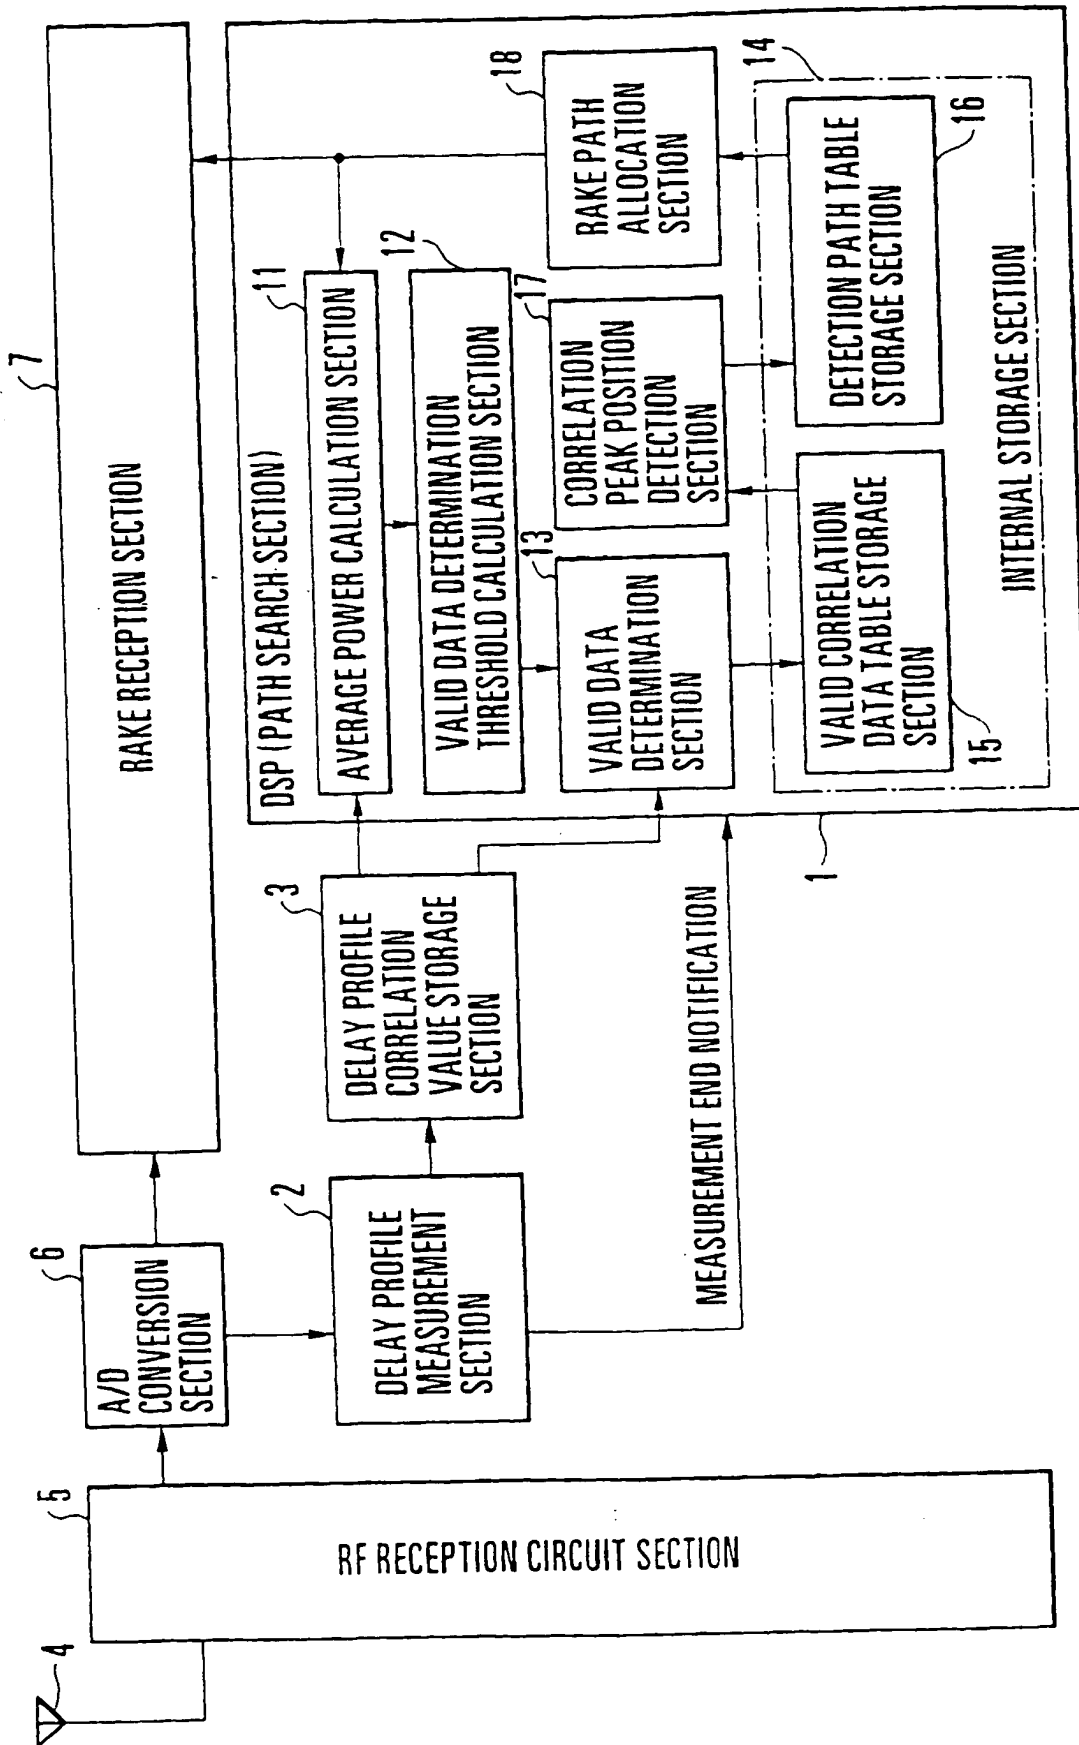 4
5
RF RECEPTION CIRCUIT SECTION
6
A/D
CONVERSION
SECTION
7
RAKE RECEPTION SECTION
2
DELAY PROFILE
MEASUREMENT
SECTION
3
DELAY PROFILE
CORRELATION
VALUE STORAGE
SECTION
MEASUREMENT END NOTIFICATION
1
DSP (PATH SEARCH SECTION)
11
AVERAGE POWER CALCULATION SECTION
12
VALID DATA DETERMINATION
THRESHOLD CALCULATION SECTION
13
VALID DATA
DETERMINATION
SECTION
17
CORRELATION
PEAK POSITION
DETECTION
SECTION
18
RAKE PATH
ALLOCATION
SECTION
14
15
VALID CORRELATION
DATA TABLE STORAGE
SECTION
16
DETECTION PATH TABLE
STORAGE SECTION
INTERNAL STORAGE SECTION